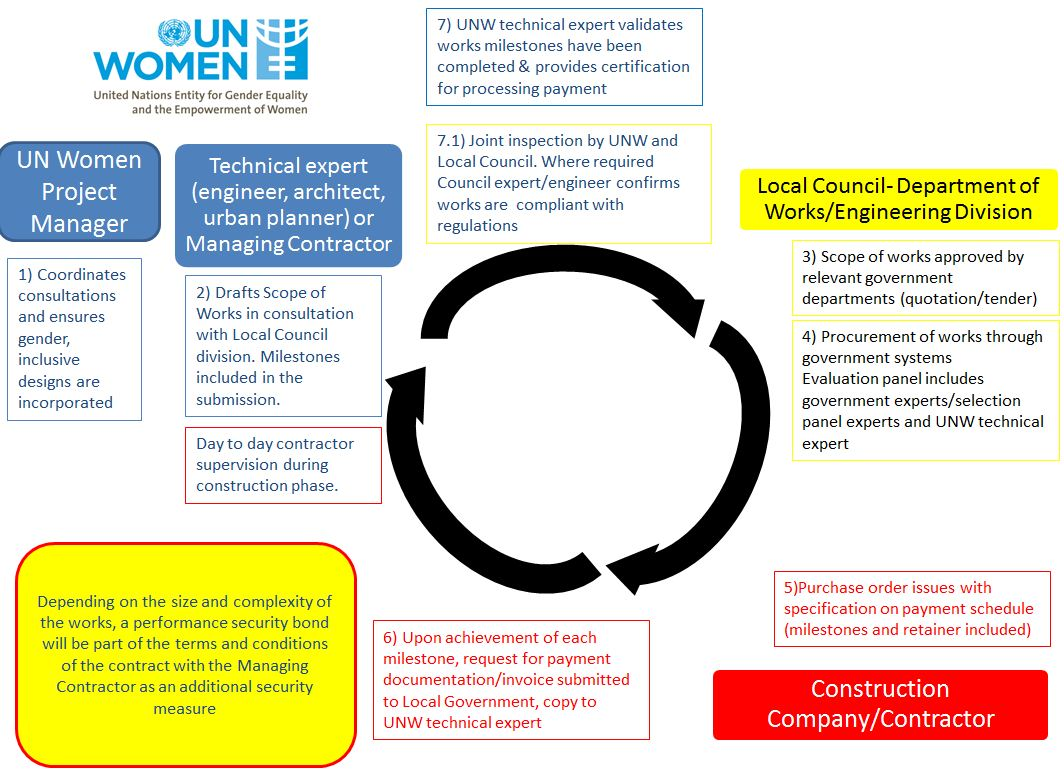 UN
WOMEN
United Nations Entity for Gender Equality
and the Empowerment of Women
7) UNW technical expert validates
works milestones have been
completed & provides certification
for processing payment
7.1) Joint inspection by UNW and
Local Council. Where required
Council expert/engineer confirms
works are compliant with
regulations
UN Women
Project
Manager
1) Coordinates
consultations
and ensures
gender,
inclusive
designs are
incorporated
Technical expert
(engineer, architect,
urban planner) or
Managing Contractor
2) Drafts Scope of
Works in consultation
with Local Council
division. Milestones
included in the
submission.
Day to day contractor
supervision during
construction phase.
Local Council- Department of
Works/Engineering Division
3) Scope of works approved by
relevant government
departments (quotation/tender)
4) Procurement of works through
government systems
Evaluation panel includes
government experts/selection
panel experts and UNW technical
expert
5)Purchase order issues with
specification on payment schedule
(milestones and retainer included)
Construction
Company/Contractor
6) Upon achievement of each
milestone, request for payment
documentation/invoice submitted
to Local Government, copy to
UNW technical expert
Depending on the size and complexity of
the works, a performance security bond
will be part of the terms and conditions
of the contract with the Managing
Contractor as an additional security
measure